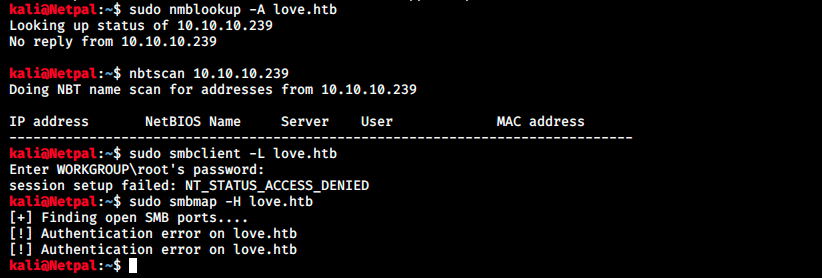 kali@Netpal:~$ sudo nmblookup -A love.htb
Looking up status of 10.10.10.239
No reply from 10.10.10.239
kali@Netpal:~$ nbtscan 10.10.10.239
Doing NBT name scan for addresses from 10.10.10.239
IP address       NetBIOS Name     Server    User             MAC address
------------------------------------------------------------------------------
kali@Netpal:~$ sudo smbclient -L love.htb
Enter WORKGROUP\root's password:
session setup failed: NT_STATUS_ACCESS_DENIED
kali@Netpal:~$ sudo smbmap -H love.htb
[+] Finding open SMB ports....
[!] Authentication error on love.htb
[!] Authentication error on love.htb
kali@Netpal:~$